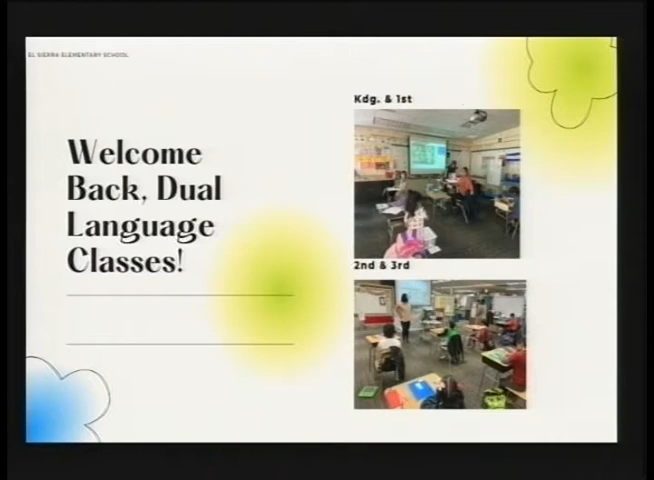 EL SIERRA ELEMENTARY SCHOOL
Welcome
Back, Dual
Language
Classes!
Kdg. & 1st
2nd & 3rd